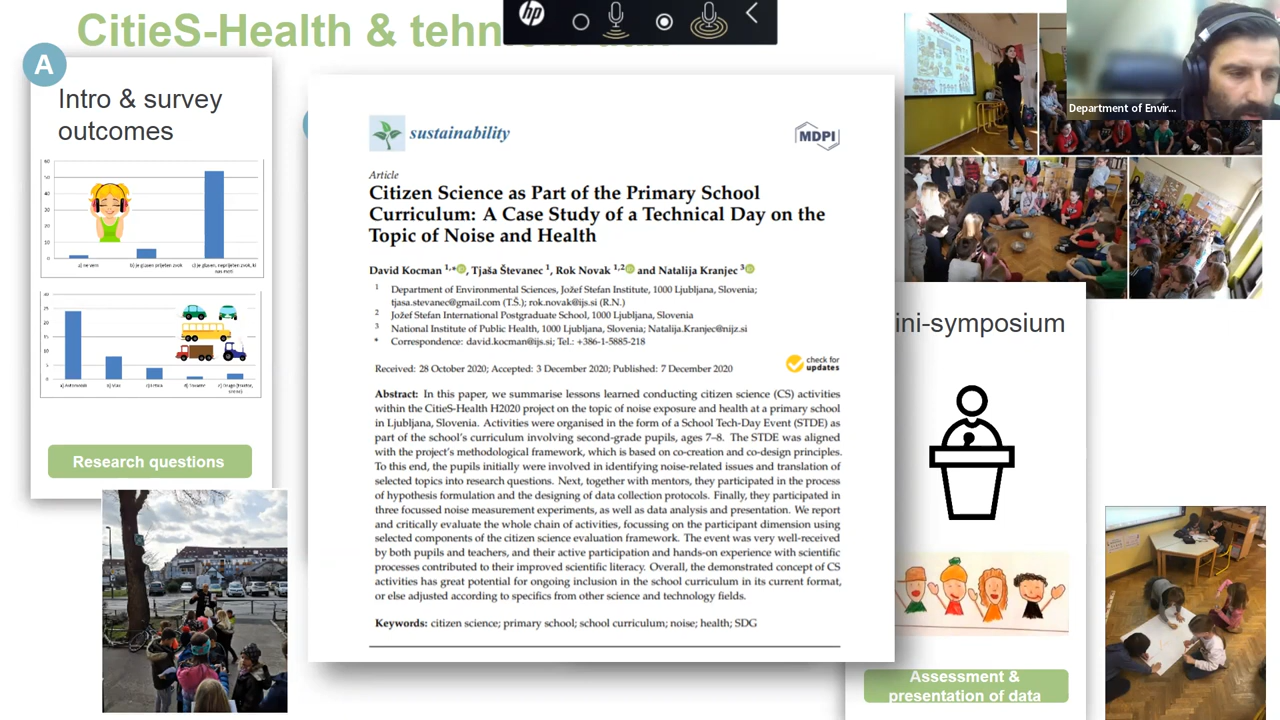 CitieS-Health &
A
Intro & survey
outcomes
Research questions
sustainability
MDPI
Article
Citizen Science as Part of the Primary School
Curriculum: A Case Study of a Technical Day on the
Topic of Noise and Health
David Kocman 1,*, Tjaša Števanec 1, Rok Novak 1,2 and Natalija Kranjec 3
1 Department of Environmental Sciences, Jožef Stefan Institute, 1000 Ljubljana, Slovenia;
tjasa.stevanec@gmail.com (T.Š.); rok.novak@ijs.si (R.N.)
2 Jožef Stefan International Postgraduate School, 1000 Ljubljana, Slovenia
3 National Institute of Public Health, 1000 Ljubljana, Slovenia; Natalija.Kranjec@nijz.si
* Correspondence: david.kocman@ijs.si; Tel.: +386-1-5885-218
Received: 28 October 2020; Accepted: 3 December 2020; Published: 7 December 2020
check for
updates
Abstract: In this paper, we summarise lessons learned conducting citizen science (CS) activities
within the CitieS-Health H2020 project on the topic of noise exposure and health at a primary school
in Ljubljana, Slovenia. Activities were organised in the form of a School Tech-Day Event (STDE) as
part of the school's curriculum involving second-grade pupils, ages 7–8. The STDE was aligned
with the project's methodological framework, which is based on co-creation and co-design principles.
To this end, the pupils initially were involved in identifying noise-related issues and translation of
selected topics into research questions. Next, together with mentors, they participated in the process
of hypothesis formulation and the designing of data collection protocols. Finally, they participated in
three focussed noise measurement experiments, as well as data analysis and presentation. We report
and critically evaluate the whole chain of activities, focussing on the participant dimension using
selected components of the citizen science evaluation framework. The event was very well-received
by both pupils and teachers, and their active participation and hands-on experience with scientific
processes contributed to their improved scientific literacy. Overall, the demonstrated concept of CS
activities has great potential for ongoing inclusion in the school curriculum in its current format,
or else adjusted according to specifics from other science and technology fields.
Keywords: citizen science; primary school; school curriculum; noise; health; SDG
hp
Department of Envir...
ini-symposium
Assessment &
presentation of data